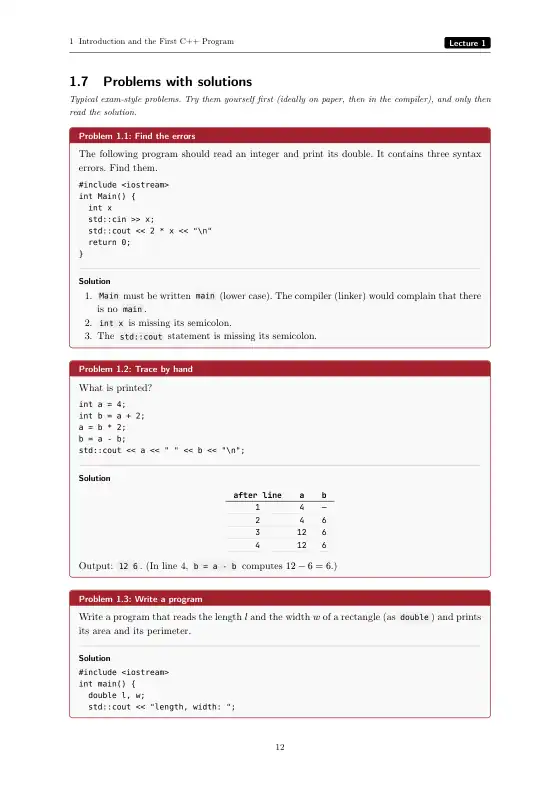 1 Introduction and the First C++ Program
Lecture 1
1.7 Problems with solutions
Typical exam-style problems. Try them yourself first (ideally on paper, then in the compiler), and only then
read the solution.
Problem 1.1: Find the errors
The following program should read an integer and print its double. It contains three syntax
errors. Find them.
#include <iostream>
int Main() {
  int x
  std::cin >> x;
  std::cout << 2 * x << "\n"
  return 0;
}
Solution
1. Main must be written main (lower case). The compiler (linker) would complain that there
is no main.
2. int x is missing its semicolon.
3. The std::cout statement is missing its semicolon.
Problem 1.2: Trace by hand
What is printed?
int a = 4;
int b = a + 2;
a = b * 2;
b = a - b;
std::cout << a << " " << b << "\n";
Solution
after line a b
1 4 –
2 4 6
3 12 6
4 12 6
Output: 12 6. (In line 4, b = a - b computes 12 − 6 = 6.)
Problem 1.3: Write a program
Write a program that reads the length l and the width w of a rectangle (as double) and prints
its area and its perimeter.
Solution
#include <iostream>
int main() {
  double l, w;
  std::cout << "length, width: ";
12